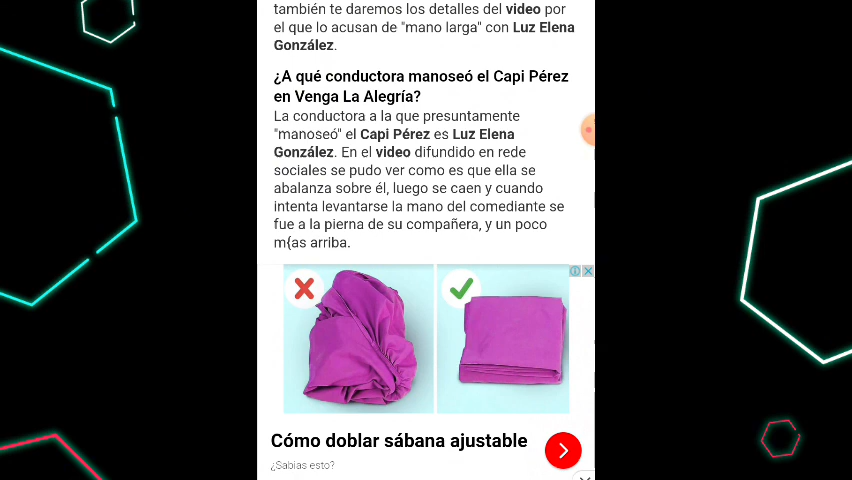 también te daremos los detalles del video por
el que lo acusan de "mano larga" con Luz Elena
González.
¿A qué conductora manoseó el Capi Pérez
en Venga La Alegría?
La conductora a la que presuntamente
"manoseó" el Capi Pérez es Luz Elena
González. En el video difundido en rede
sociales se pudo ver como es que ella se
abalanza sobre él, luego se caen y cuando
intenta levantarse la mano del comediante se
fue a la pierna de su compañera, y un poco
m{as arriba.
Cómo doblar sábana ajustable
¿Sabias esto?